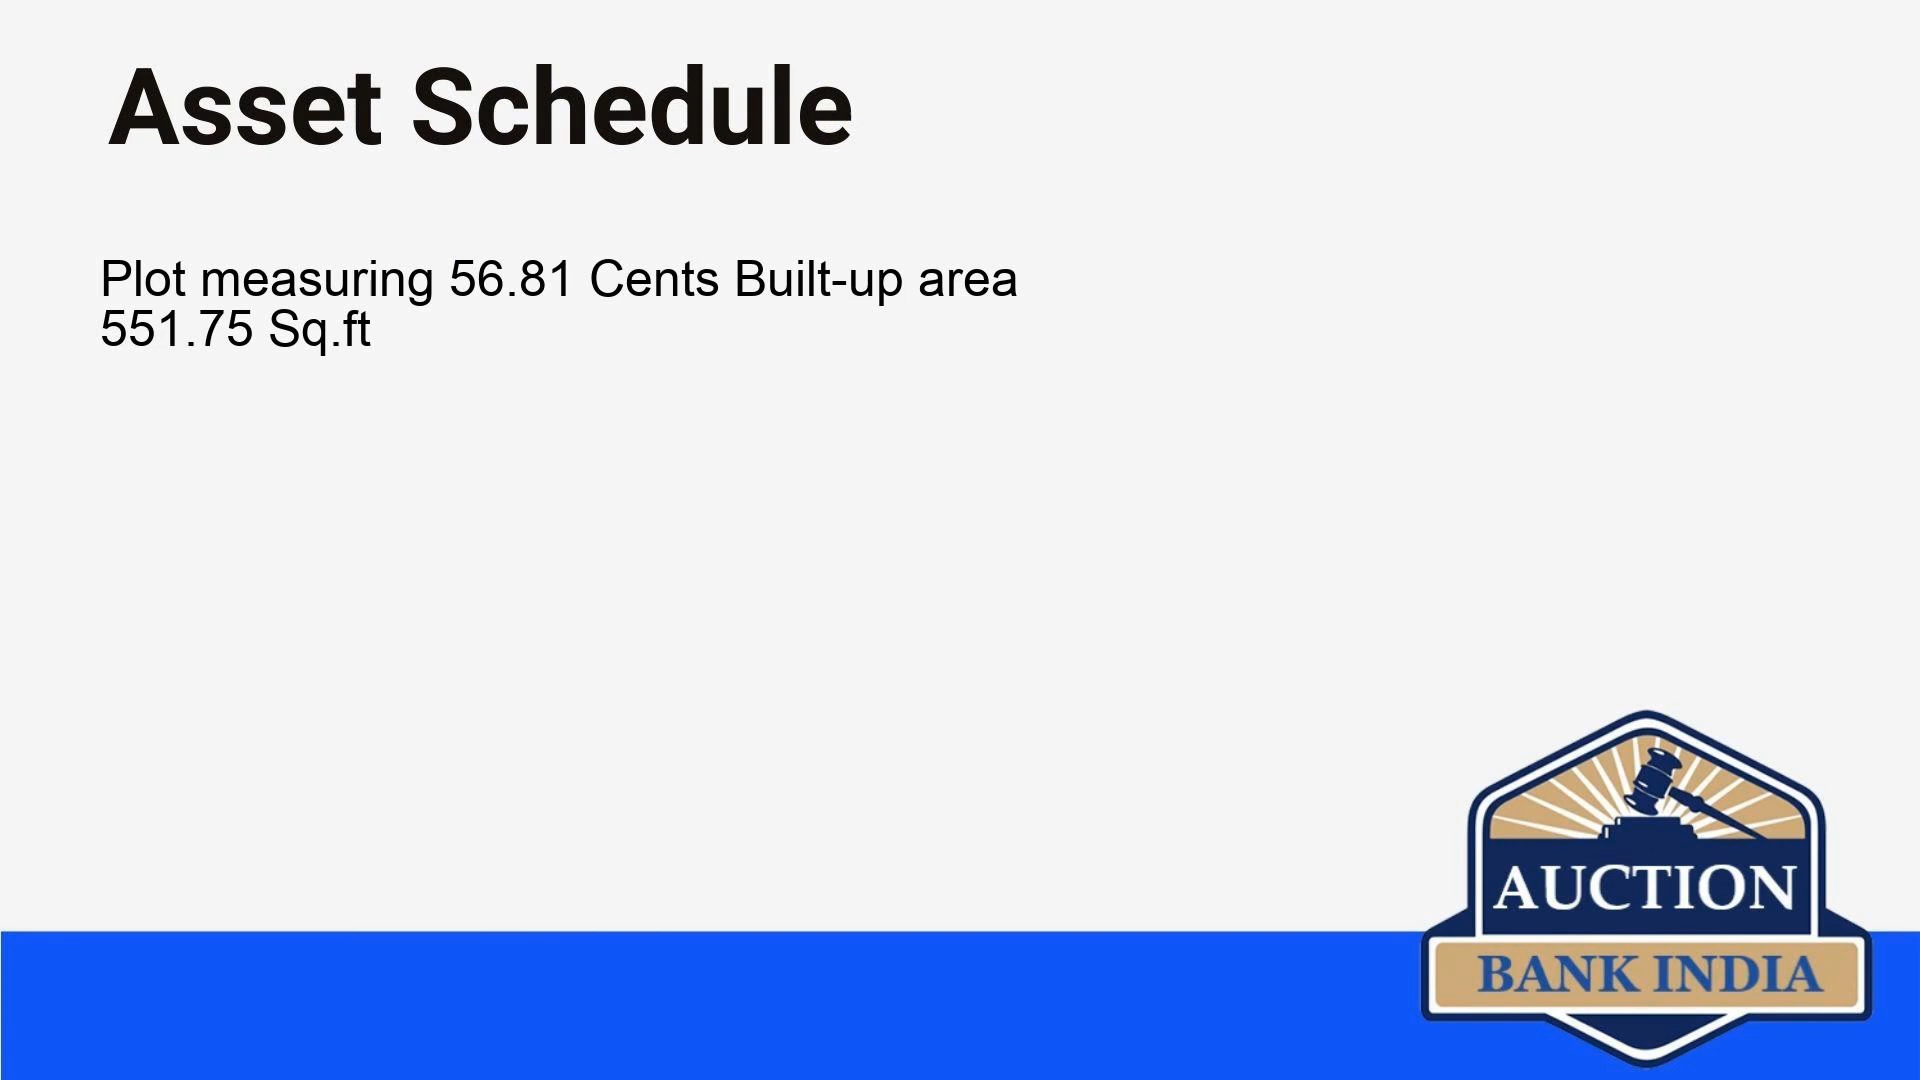 Asset Schedule
Plot measuring 56.81 Cents Built-up area
551.75 Sq.ft
AUCTION
BANK INDIA